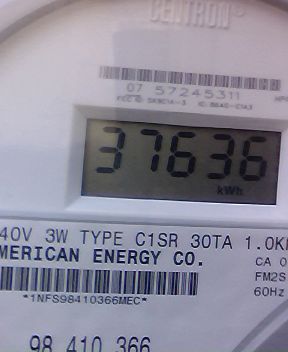 CENTRON®
07 57245311
37636
kWh
40V 3W TYPE C1SR 30TA 1.0K
MERICAN ENERGY CO.
CA 0
FM2S
60Hz
*1NFS98410366MEC*
98 410 366